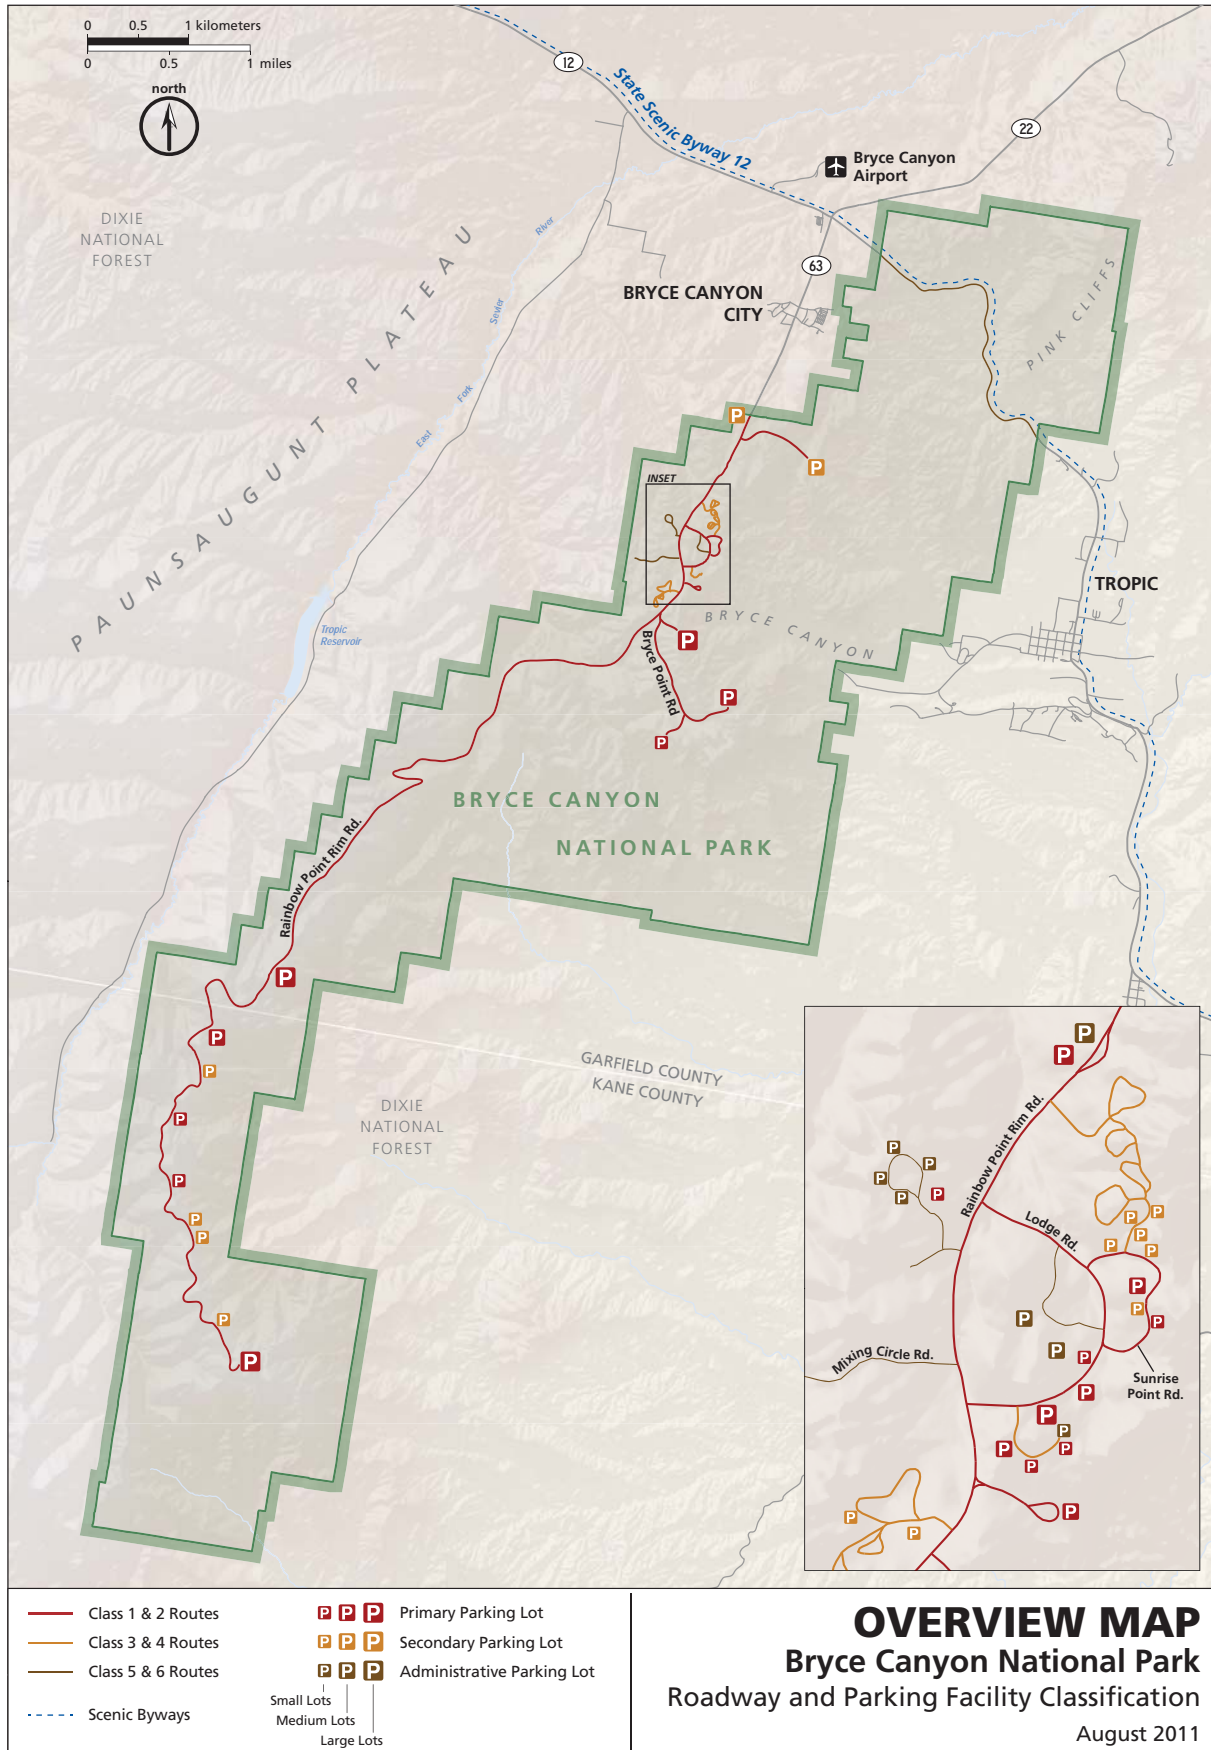 0 0.5 1 kilometers
0 0.5 1 miles
north
12
State Scenic Byway 12
22
Bryce Canyon
Airport
DIXIE
NATIONAL
FOREST
PAUNSAUGUNT PLATEAU
East Fork Sevier River
63
BRYCE CANYON
CITY
PINK CLIFFS
P
P
INSET
TROPIC
Tropic
Reservoir
BRYCE CANYON
Bryce Point Rd
P
P
P
BRYCE CANYON
NATIONAL PARK
Rainbow Point Rim Rd.
P
P
P
P
P
P
P
P
P
GARFIELD COUNTY
KANE COUNTY
DIXIE
NATIONAL
FOREST
P
P
Rainbow Point Rim Rd.
P
P
P
P
P
Lodge Rd.
P
P
P
P
P
P
P
P
P
P
P
Mixing Circle Rd.
Sunrise
Point Rd.
P
P
P
P
P
P
P
P
P
Class 1 & 2 Routes
Class 3 & 4 Routes
Class 5 & 6 Routes
Scenic Byways
P P P Primary Parking Lot
P P P Secondary Parking Lot
P P P Administrative Parking Lot
Small Lots
Medium Lots
Large Lots
OVERVIEW MAP
Bryce Canyon National Park
Roadway and Parking Facility Classification
August 2011